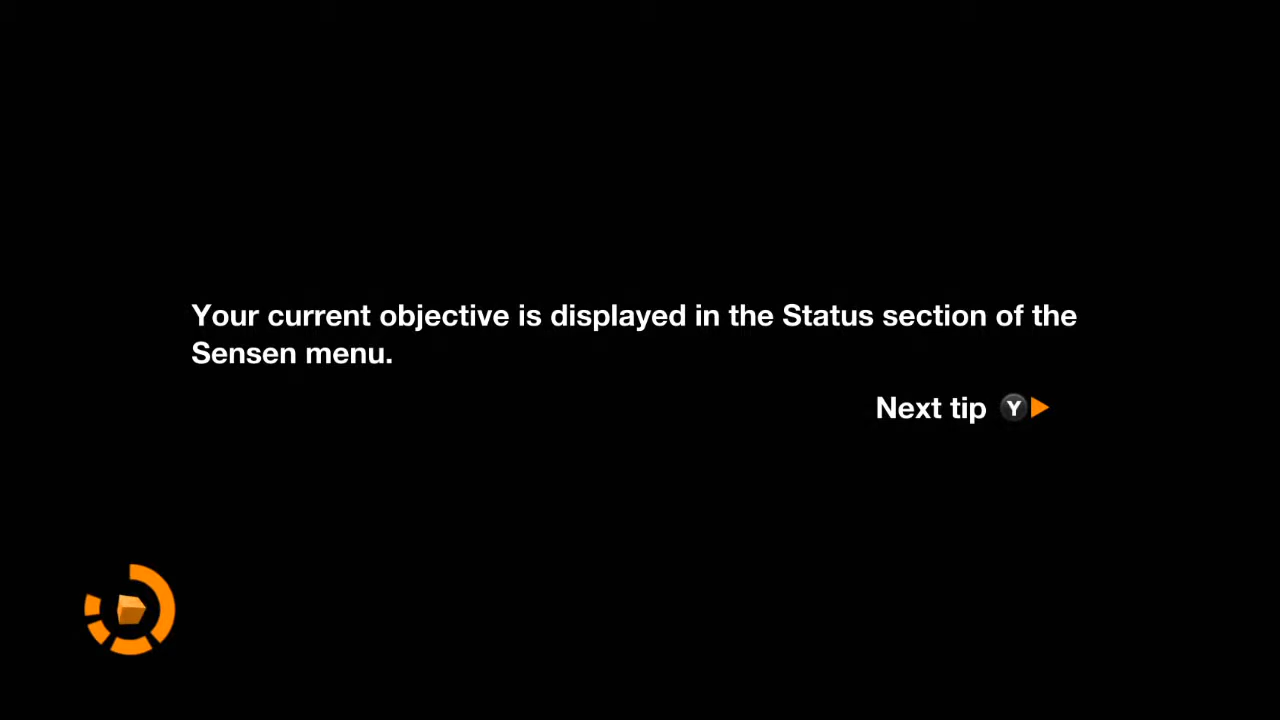 Your current objective is displayed in the Status section of the
Sensen menu.
Next tip Y